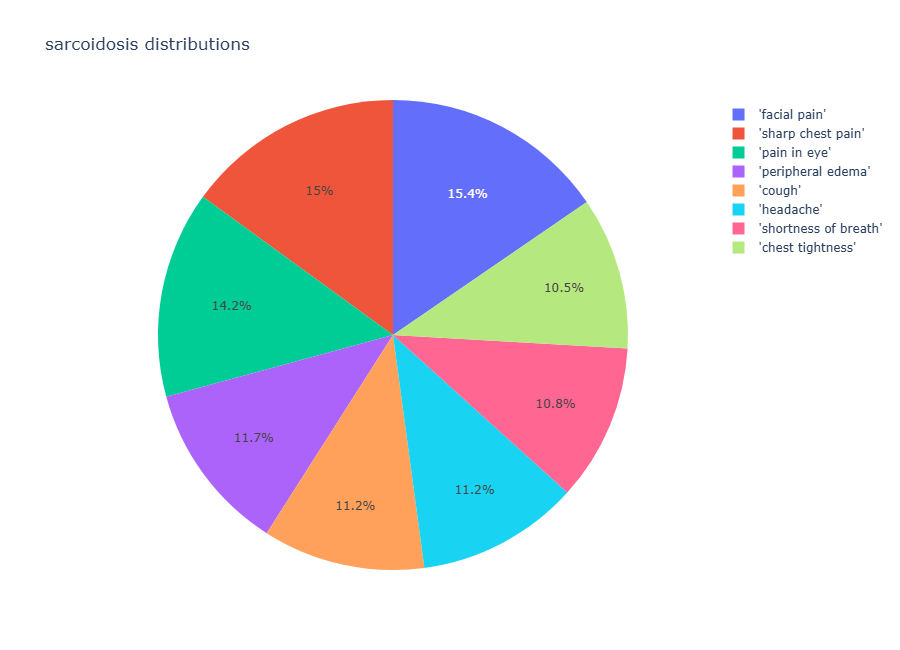 sarcoidosis distributions
'facial pain'
'sharp chest pain'
'pain in eye'
'peripheral edema'
'cough'
'headache'
'shortness of breath'
'chest tightness'
15%
15.4%
10.5%
14.2%
10.8%
11.7%
11.2%
11.2%